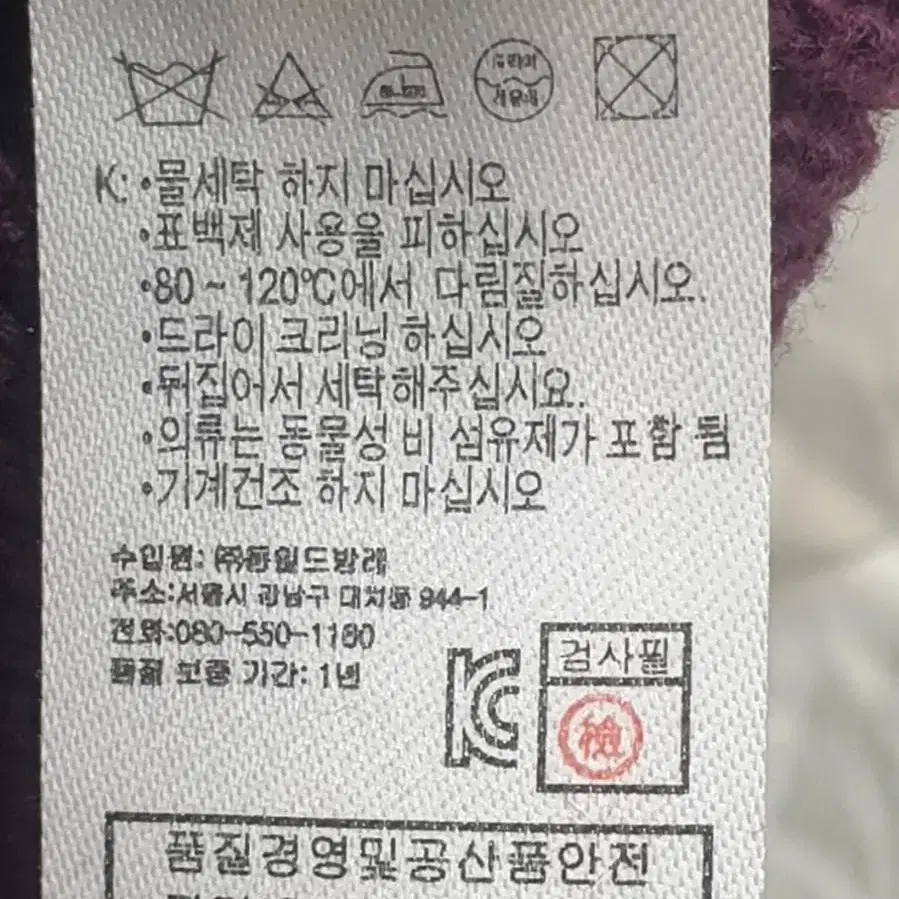 드라이
K: •물세탁 하지 마십시오
•표백제 사용을 피하십시오
•80 ~ 120℃에서 다림질하십시오.
•드라이 크리닝 하십시오
•뒤집어서 세탁해주십시요.
•의류는 동물성 비 섬유제가 포함 됨
•기계건조 하지 마십시오
수입원: (주)동월드방레
주소:서울시 강남구 대치동 944-1
전화:080-550-1180
품질 보증 기간: 1년
KC
검사필
檢
품질경영및공산품안전